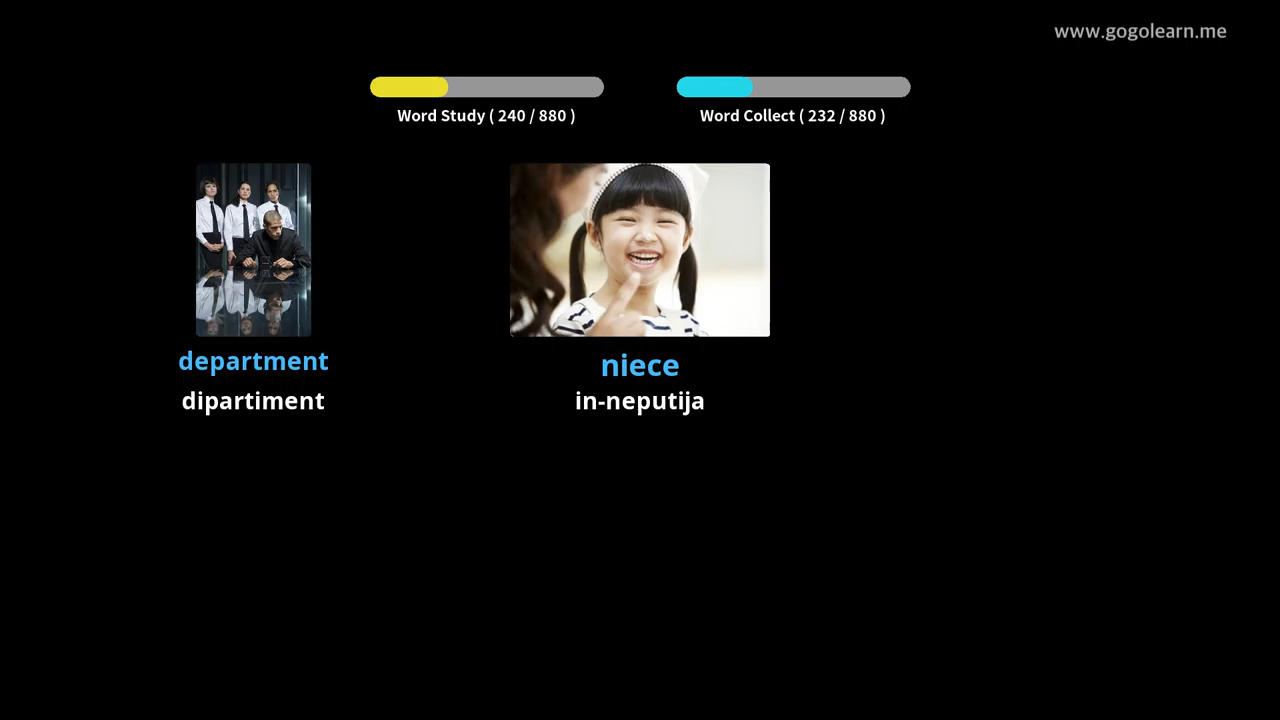 www.gogolearn.me
Word Study ( 240 / 880 )
Word Collect ( 232 / 880 )
department
dipartiment
niece
in-neputija